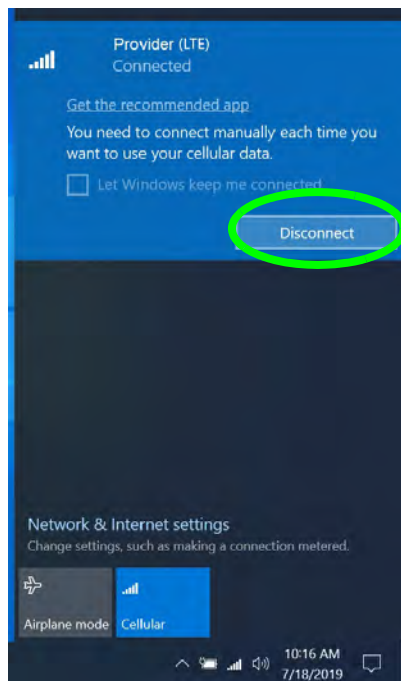 Provider (LTE)
Connected
Get the recommended app
You need to connect manually each time you
want to use your cellular data.
Let Windows keep me connected
Disconnect
Network & Internet settings
Change settings, such as making a connection metered.
Airplane mode
Cellular
10:16 AM
7/18/2019